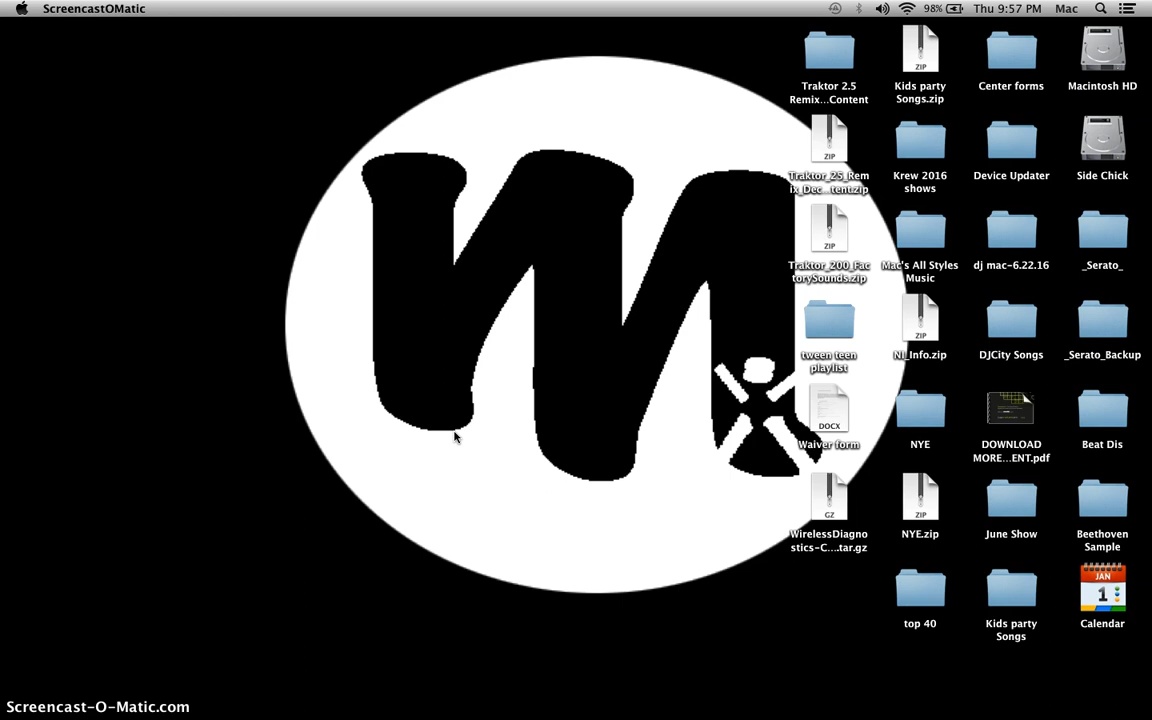 ScreencastOMatic
98%
Thu 9:57 PM
Mac
Traktor 2.5
Remix...Content
Kids party
Songs.zip
Center forms
Macintosh HD
Traktor_25_Rem
ix_Dec...tent.zip
Krew 2016
shows
Device Updater
Side Chick
Traktor_200_Fac
torySounds.zip
Mac's All Styles
Music
dj mac-6.22.16
_Serato_
tween teen
playlist
NI_Info.zip
DJCity Songs
_Serato_Backup
Waiver form
NYE
DOWNLOAD
MORE...ENT.pdf
Beat Dis
WirelessDiagno
stics-C....tar.gz
NYE.zip
June Show
Beethoven
Sample
top 40
Kids party
Songs
Calendar
ZIP
ZIP
ZIP
ZIP
DOCX
GZ
ZIP
JAN
1
m
Screencast-O-Matic.com